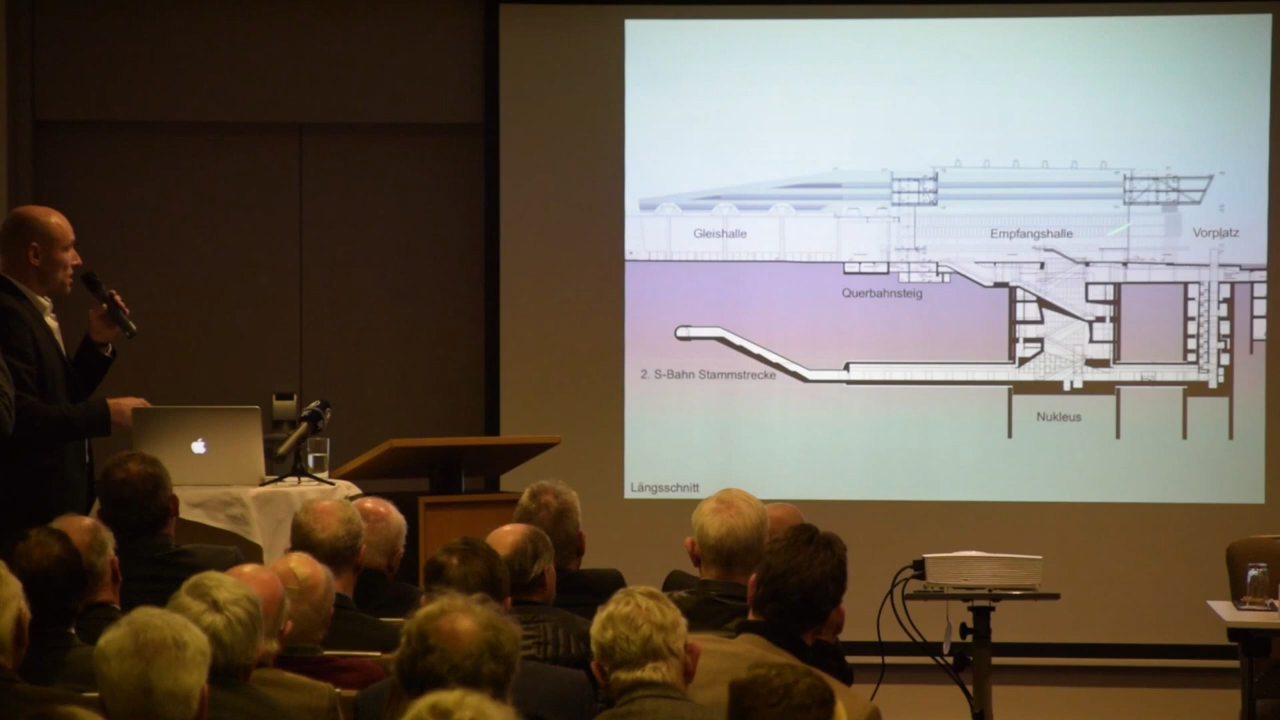 Gleishalle
Empfangshalle
Vorplatz
Querbahnsteig
2. S-Bahn Stammstrecke
Nukleus
Längsschnitt